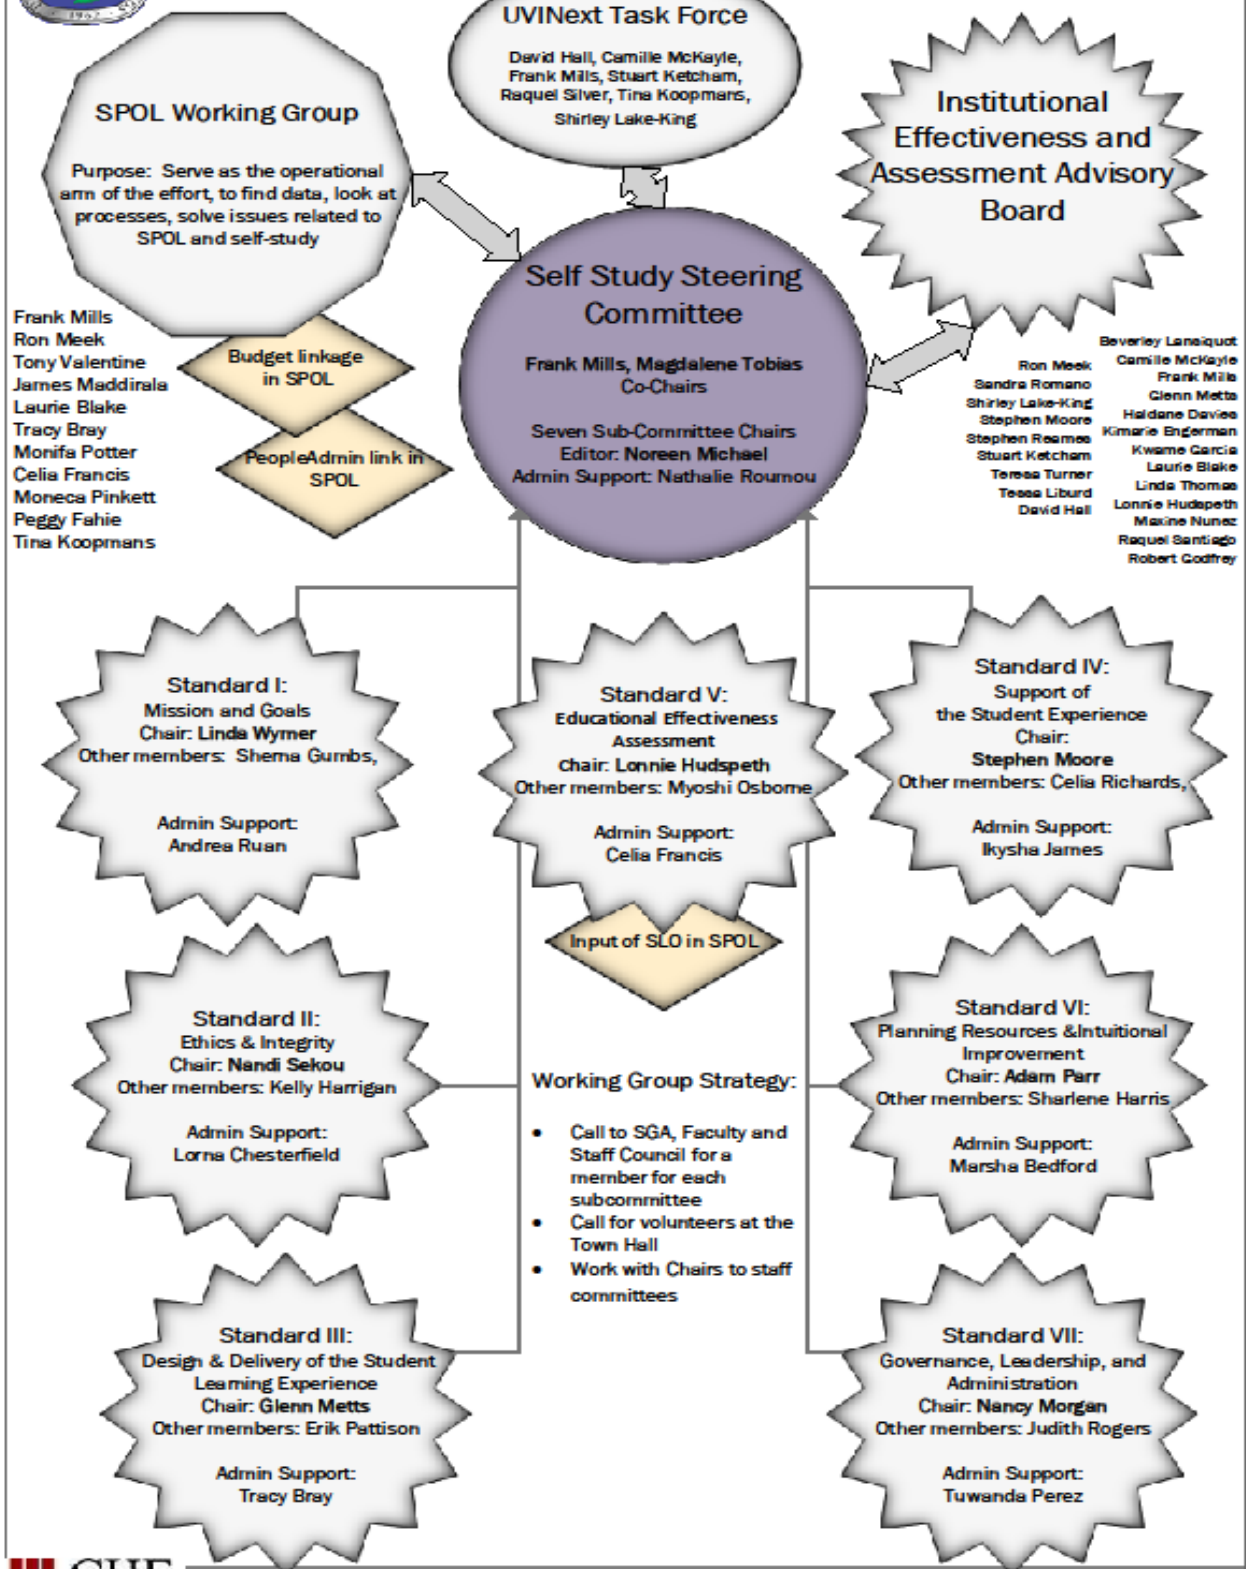 1962
UVINext Task Force
David Hall, Camille McKayle,
Frank Mills, Stuart Ketcham,
Raquel Silver, Tina Koopmans,
Shirley Lake-King
SPOL Working Group
Purpose:  Serve as the operational
arm of the effort, to find data, look at
processes, solve issues related to
SPOL and self-study
Institutional
Effectiveness and
Assessment Advisory
Board
Self Study Steering
Committee
Frank Mills, Magdalene Tobias
Co-Chairs
Seven Sub-Committee Chairs
Editor: Noreen Michael
Admin Support: Nathalie Roumou
Frank Mills
Ron Meek
Tony Valentine
James Maddirala
Laurie Blake
Tracy Bray
Monifa Potter
Celia Francis
Moneca Pinkett
Peggy Fahie
Tina Koopmans
Budget linkage
in SPOL
PeopleAdmin link in
SPOL
Ron Meek
Sandra Romano
Shirley Lake-King
Stephen Moore
Stephen Reames
Stuart Ketcham
Teresa Turner
Tessa Liburd
David Hall
Beverley Lansiquot
Camille McKayle
Frank Mills
Glenn Metts
Haldane Davies
Kimarie Engerman
Kwame Garcia
Laurie Blake
Linda Thomas
Lonnie Hudspeth
Maxine Nunez
Raquel Santiago
Robert Godfrey
Standard I:
Mission and Goals
Chair: Linda Wymer
Other members:  Sherna Gumbs,
Admin Support:
Andrea Ruan
Standard V:
Educational Effectiveness
Assessment
Chair: Lonnie Hudspeth
Other members: Myoshi Osborne
Admin Support:
Celia Francis
Input of SLO in SPOL
Standard IV:
Support of
the Student Experience
Chair:
Stephen Moore
Other members: Celia Richards,
Admin Support:
Ikysha James
Standard II:
Ethics & Integrity
Chair: Nandi Sekou
Other members: Kelly Harrigan
Admin Support:
Lorna Chesterfield
Working Group Strategy:
• Call to SGA, Faculty and
Staff Council for a
member for each
subcommittee
• Call for volunteers at the
Town Hall
• Work with Chairs to staff
committees
Standard VI:
Planning Resources &Intuitional
Improvement
Chair: Adam Parr
Other members: Sharlene Harris
Admin Support:
Marsha Bedford
Standard III:
Design & Delivery of the Student
Learning Experience
Chair: Glenn Metts
Other members: Erik Pattison
Admin Support:
Tracy Bray
Standard VII:
Governance, Leadership, and
Administration
Chair: Nancy Morgan
Other members: Judith Rogers
Admin Support:
Tuwanda Perez